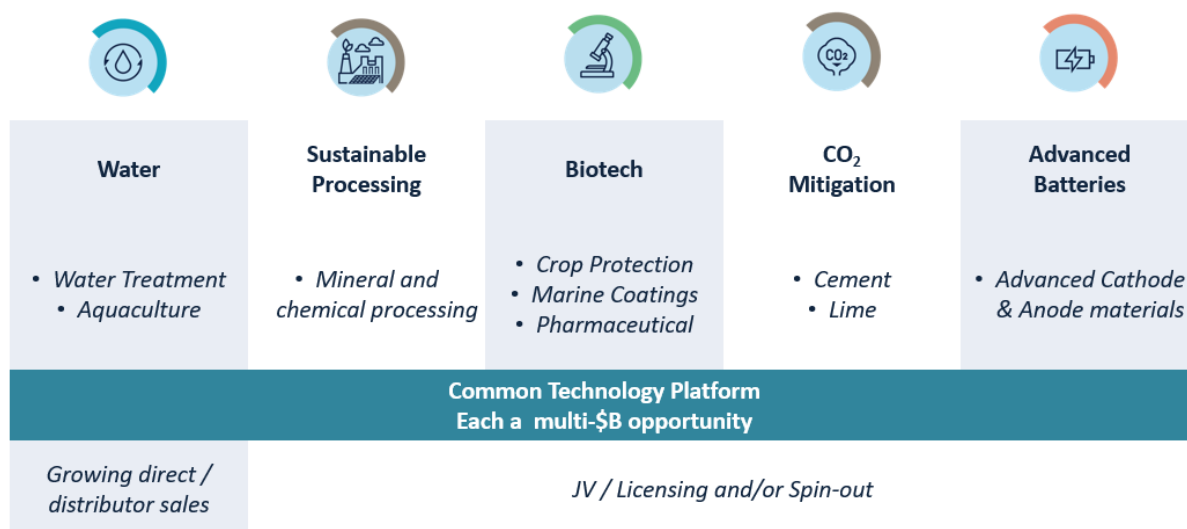 CO₂
Water
Sustainable
Processing
Biotech
CO₂
Mitigation
Advanced
Batteries
• Water Treatment
• Aquaculture
• Mineral and
chemical processing
• Crop Protection
• Marine Coatings
• Pharmaceutical
• Cement
• Lime
• Advanced Cathode
& Anode materials
Common Technology Platform
Each a  multi-$B opportunity
Growing direct /
distributor sales
JV / Licensing and/or Spin-out